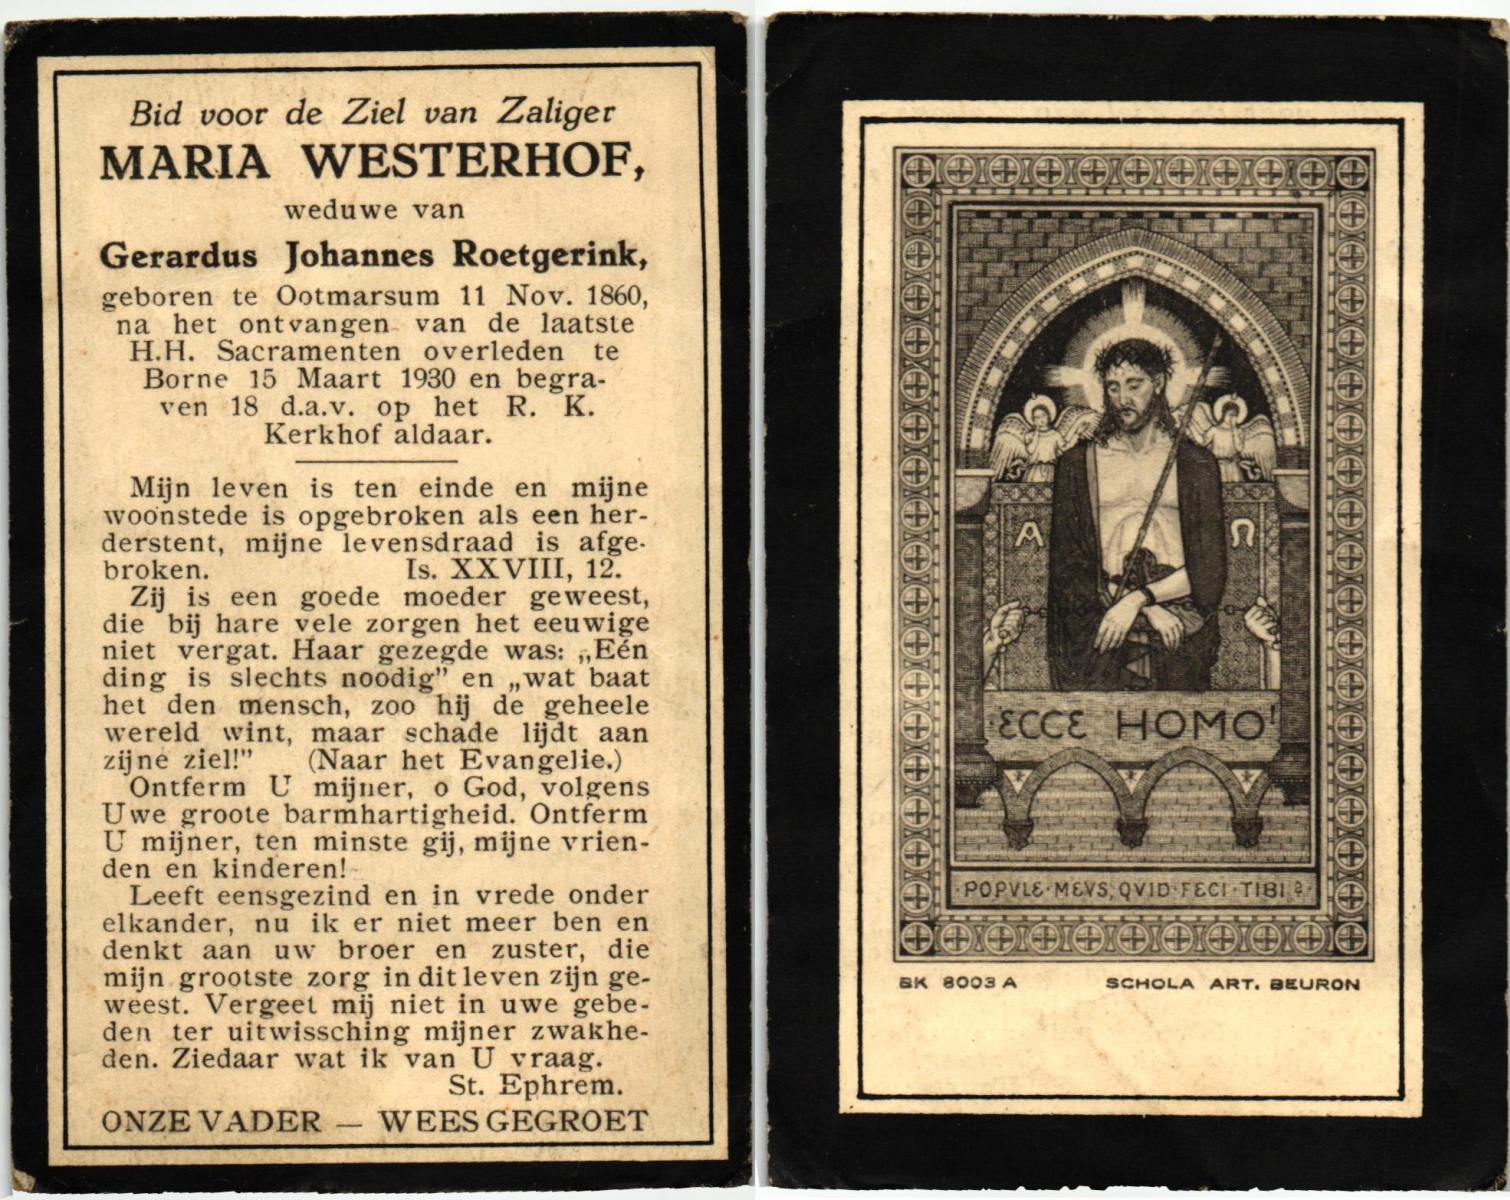 Bid voor de Ziel van Zaliger
MARIA WESTERHOF,
weduwe van
Gerardus Johannes Roetgerink,
geboren te Ootmarsum 11 Nov. 1860,
na het ontvangen van de laatste
H.H. Sacramenten overleden te
Borne 15 Maart 1930 en begra-
ven 18 d.a.v. op het R. K.
Kerkhof aldaar.
Mijn leven is ten einde en mijne
woonstede is opgebroken als een her-
derstent, mijne levensdraad is afge-
broken. Is. XXVIII, 12.
Zij is een goede moeder geweest,
die bij hare vele zorgen het eeuwige
niet vergat. Haar gezegde was: „Eén
ding is slechts noodig” en „wat baat
het den mensch, zoo hij de geheele
wereld wint, maar schade lijdt aan
zijne ziel!” (Naar het Evangelie.)
Ontferm U mijner, o God, volgens
Uwe groote barmhartigheid. Ontferm
U mijner, ten minste gij, mijne vrien-
den en kinderen!
Leeft eensgezind en in vrede onder
elkander, nu ik er niet meer ben en
denkt aan uw broer en zuster, die
mijn grootste zorg in dit leven zijn ge-
weest. Vergeet mij niet in uwe gebe-
den ter uitwissching mijner zwakhe-
den. Ziedaar wat ik van U vraag.
St. Ephrem.
ONZE VADER — WEES GEGROET
Α Ω
ECCE HOMO!
·POPVLE·MEVS, QVID·FECI·TIBI?·
BK 8003 A SCHOLA ART. BEURON